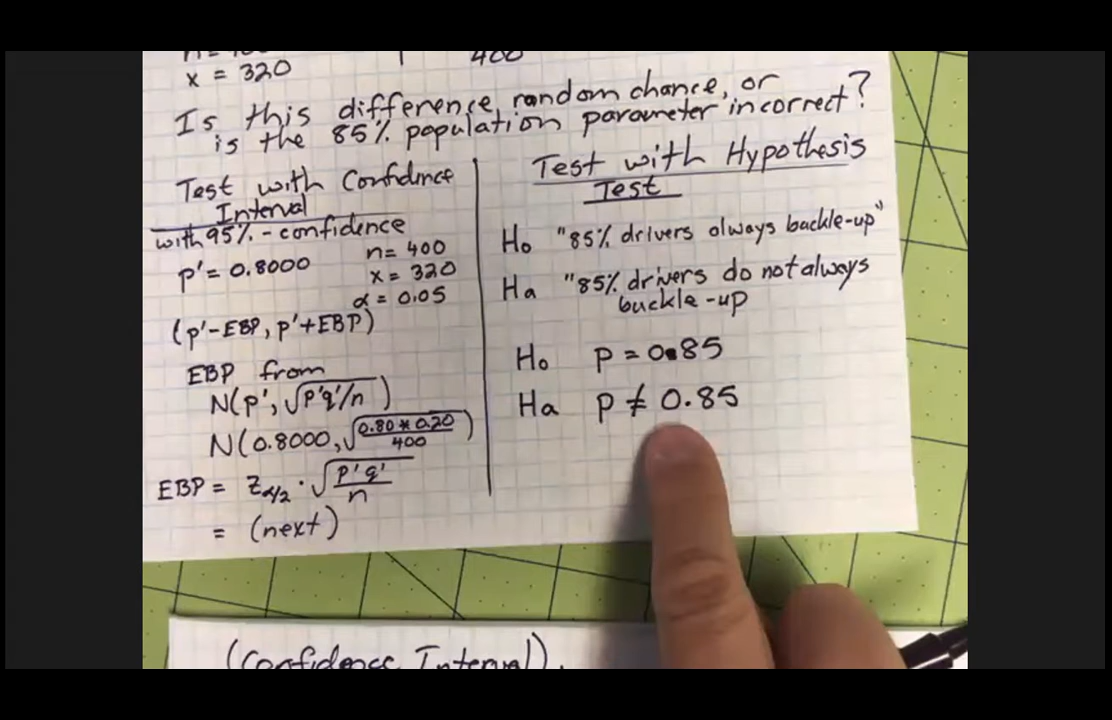 x = 320
400
Is this difference random chance, or
is the 85% population parameter incorrect?
Test with Confidence
Interval
with 95% - confidence
p' = 0.8000
n = 400
x = 320
α = 0.05
(p'-EBP, p'+EBP)
EBP from
N(p', √p'q'/n)
N(0.8000, √0.80*0.20/400)
EBP = Zα/2 · √p'q'/n
= (next)
Test with Hypothesis
Test
Ho "85% drivers always buckle-up"
Ha "85% drivers do not always
buckle-up
Ho p = 0.85
Ha p ≠ 0.85
(Confidence Interval)